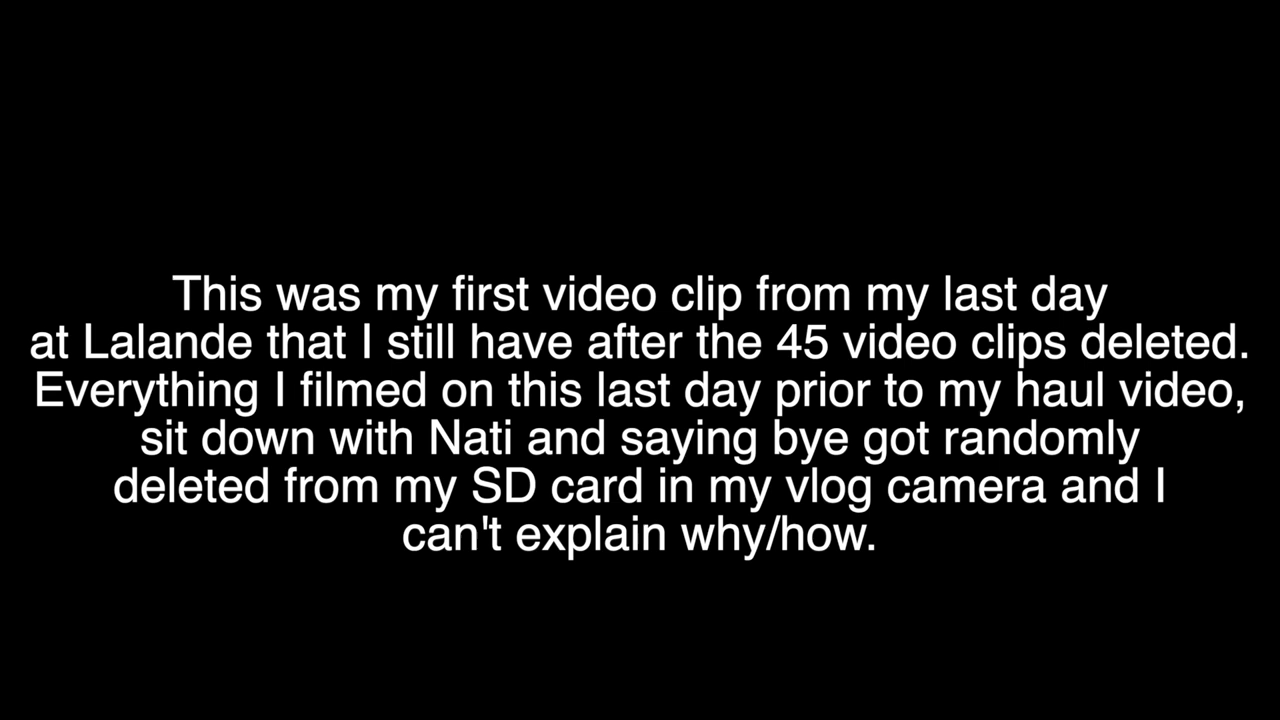 This was my first video clip from my last day
at Lalande that I still have after the 45 video clips deleted.
Everything I filmed on this last day prior to my haul video,
sit down with Nati and saying bye got randomly
deleted from my SD card in my vlog camera and I
can't explain why/how.